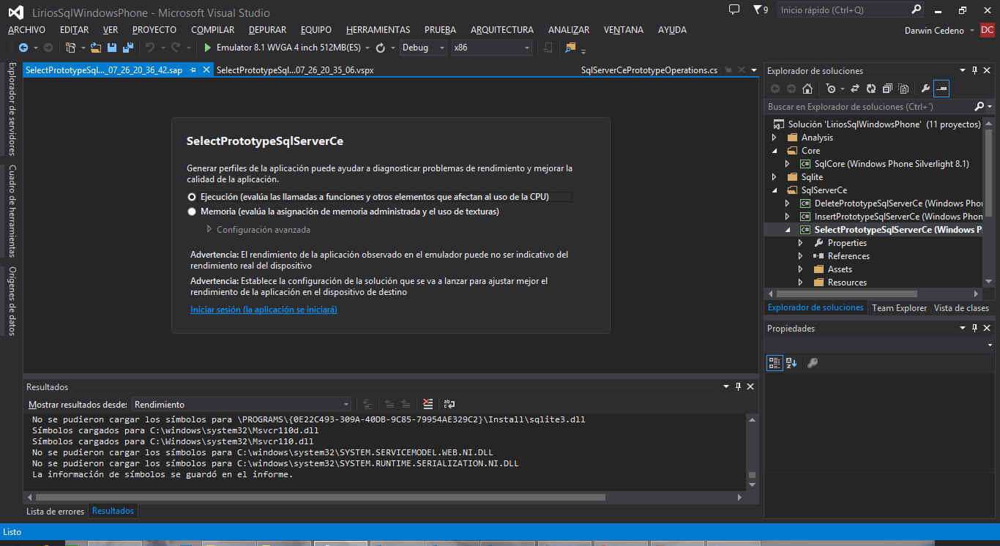 LiriosSqlWindowsPhone - Microsoft Visual Studio
9
Inicio rápido (Ctrl+Q)
ARCHIVO EDITAR VER PROYECTO COMPILAR DEPURAR EQUIPO HERRAMIENTAS PRUEBA ARQUITECTURA ANALIZAR VENTANA AYUDA
Darwin Cedeno DC
Emulator 8.1 WVGA 4 inch 512MB(ES) Debug x86
Explorador de servidores
Cuadro de herramientas
Orígenes de datos
SelectPrototypeSql..._07_26_20_36_42.sap
SelectPrototypeSql...07_26_20_35_06.vspx
SqlServerCePrototypeOperations.cs
SelectPrototypeSqlServerCe
Generar perfiles de la aplicación puede ayudar a diagnosticar problemas de rendimiento y mejorar la
calidad de la aplicación.
Ejecución (evalúa las llamadas a funciones y otros elementos que afectan al uso de la CPU)
Memoria (evalúa la asignación de memoria administrada y el uso de texturas)
Configuración avanzada
Advertencia: El rendimiento de la aplicación observado en el emulador puede no ser indicativo del
rendimiento real del dispositivo
Advertencia: Establece la configuración de la solución que se va a lanzar para ajustar mejor el
rendimiento de la aplicación en el dispositivo de destino
Iniciar sesión (la aplicación se iniciará)
Resultados
Mostrar resultados desde: Rendimiento
No se pudieron cargar los símbolos para \PROGRAMS\{0E22C493-309A-40DB-9C85-79954AE329C2}\Install\sqlite3.dll
Símbolos cargados para C:\windows\system32\Msvcr110d.dll
Símbolos cargados para C:\Windows\system32\Msvcr110.dll
No se pudieron cargar los símbolos para C:\windows\system32\SYSTEM.SERVICEMODEL.WEB.NI.DLL
No se pudieron cargar los símbolos para C:\windows\system32\SYSTEM.RUNTIME.SERIALIZATION.NI.DLL
La información de símbolos se guardó en el informe.
Lista de errores Resultados
Explorador de soluciones
Buscar en Explorador de soluciones (Ctrl+´)
Solución 'LiriosSqlWindowsPhone' (11 proyectos)
Analysis
Core
C# SqlCore (Windows Phone Silverlight 8.1)
Sqlite
SqlServerCe
C# DeletePrototypeSqlServerCe (Windows Phon
C# InsertPrototypeSqlServerCe (Windows Phon
C# SelectPrototypeSqlServerCe (Windows P
Properties
References
Assets
Resources
Explorador de soluciones Team Explorer Vista de clases
Propiedades
Listo